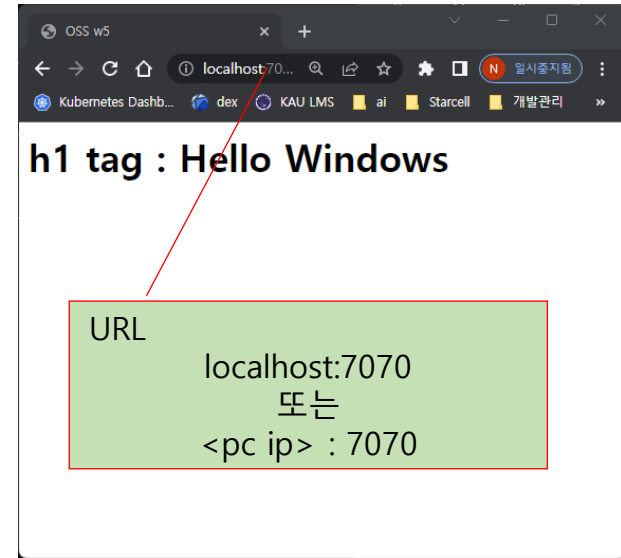 OSS w5
localhost:70...
N 일시중지됨
Kubernetes Dashb... dex KAU LMS ai Starcell 개발관리 »
h1 tag : Hello Windows
URL
localhost:7070
또는
<pc ip> : 7070